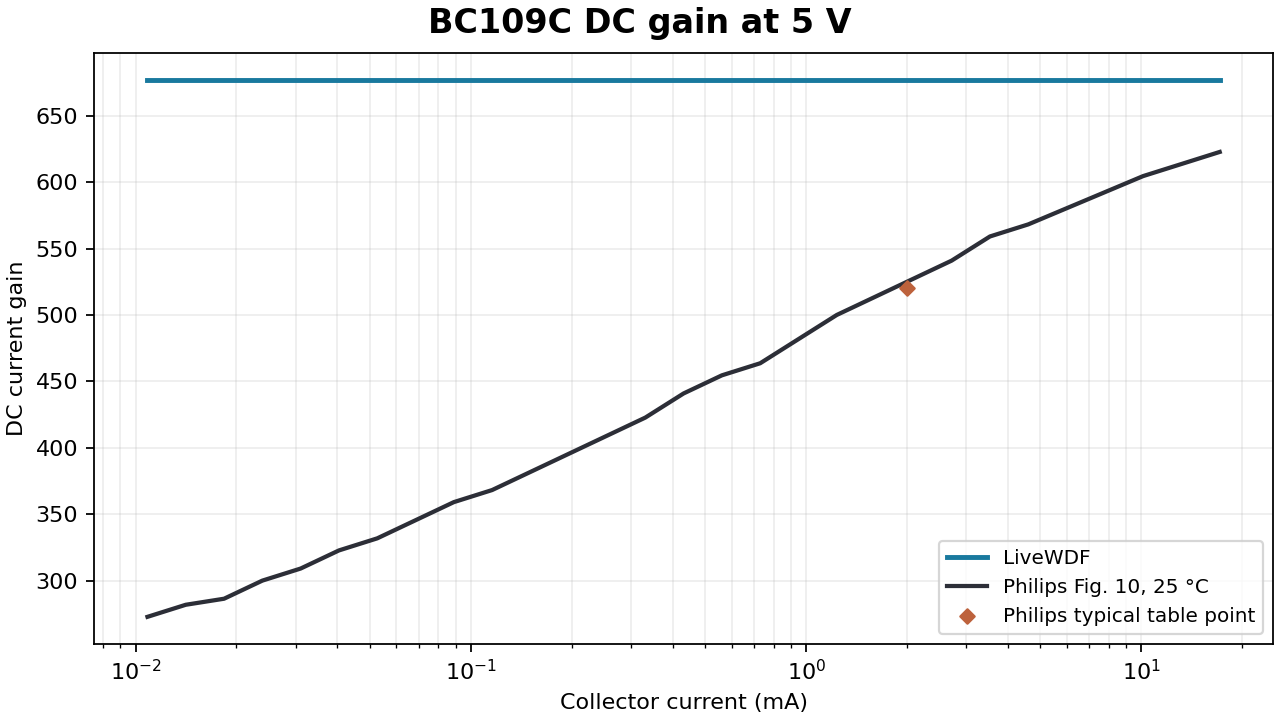 BC109C DC gain at 5 V
650
600
550
500
450
400
350
300
DC current gain
LiveWDF
Philips Fig. 10, 25 °C
Philips typical table point
10⁻²
10⁻¹
10⁰
10¹
Collector current (mA)